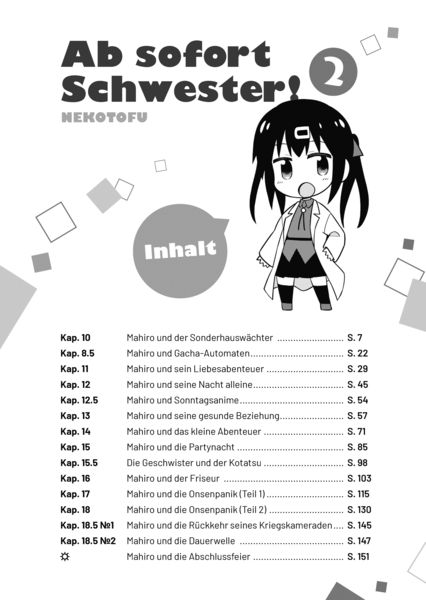 Ab sofort
Schwester! 2
NEKOTOFU
Inhalt
Kap. 10 Mahiro und der Sonderhauswächter .......................... S. 7
Kap. 8.5 Mahiro und Gacha-Automaten.................................... S. 22
Kap. 11 Mahiro und sein Liebesabenteuer ............................. S. 29
Kap. 12 Mahiro und seine Nacht alleine................................... S. 45
Kap. 12.5 Mahiro und Sonntagsanime........................................ S. 54
Kap. 13 Mahiro und seine gesunde Beziehung......................... S. 57
Kap. 14 Mahiro und das kleine Abenteuer ............................... S. 71
Kap. 15 Mahiro und die Partynacht .......................................... S. 85
Kap. 15.5 Die Geschwister und der Kotatsu ................................ S. 98
Kap. 16 Mahiro und der Friseur ............................................... S. 103
Kap. 17 Mahiro und die Onsenpanik (Teil 1) .............................. S. 115
Kap. 18 Mahiro und die Onsenpanik (Teil 2) ............................. S. 130
Kap. 18.5 №1 Mahiro und die Rückkehr seines Kriegskameraden .... S. 145
Kap. 18.5 №2 Mahiro und die Dauerwelle .......................................... S. 147
Mahiro und die Abschlussfeier ................................... S. 151